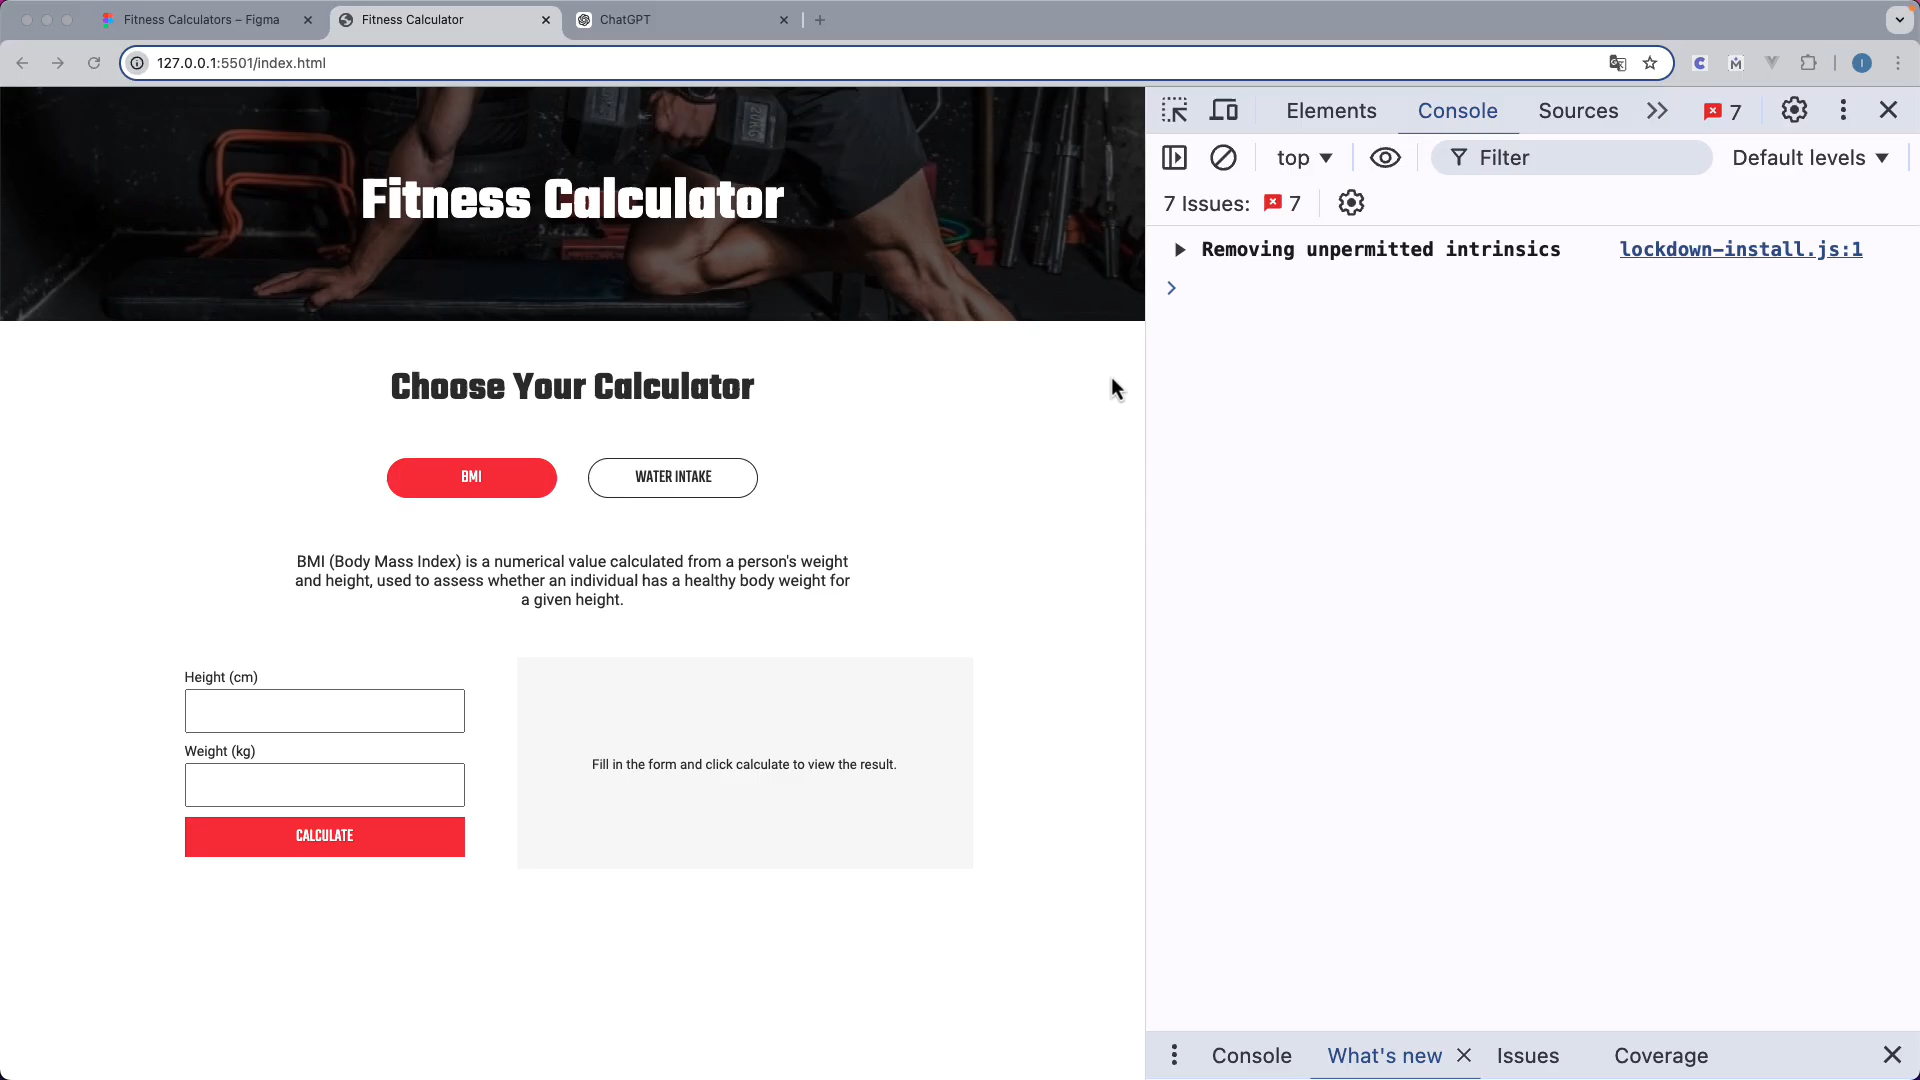 Fitness Calculators – Figma
Fitness Calculator
ChatGPT
127.0.0.1:5501/index.html
I
20KG
Fitness Calculator
Choose Your Calculator
BMI
WATER INTAKE
BMI (Body Mass Index) is a numerical value calculated from a person's weight
and height, used to assess whether an individual has a healthy body weight for
a given height.
Height (cm)
Weight (kg)
CALCULATE
Fill in the form and click calculate to view the result.
Elements
Console
Sources
7
top
Filter
Default levels
7 Issues:
7
Removing unpermitted intrinsics
lockdown-install.js:1
Console
What's new
Issues
Coverage